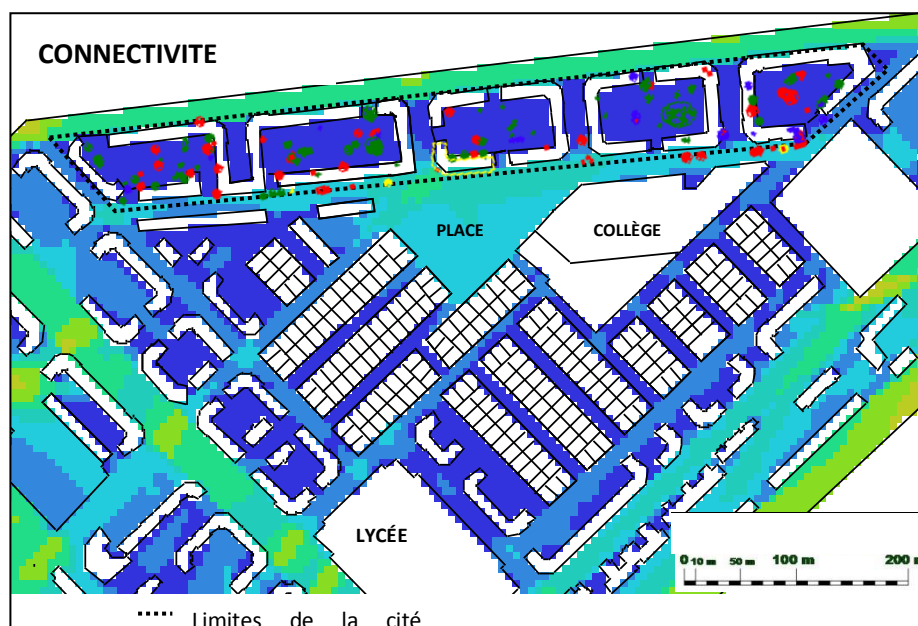 CONNECTIVITE
PLACE
COLLÈGE
LYCÉE
0 10 m 50 m 100 m 200 m
Limites de la cité